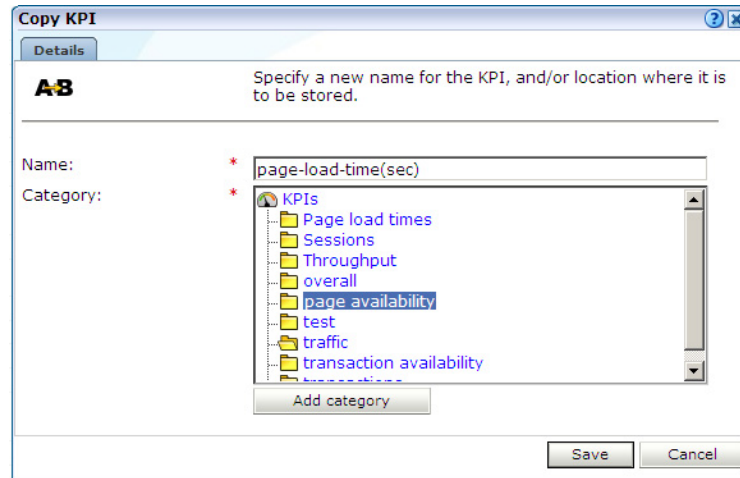 Copy KPI
Details
A B
Specify a new name for the KPI, and/or location where it is
to be stored.
Name: * page-load-time(sec)
Category: * KPIs
Page load times
Sessions
Throughput
overall
page availability
test
traffic
transaction availability
transactions
Add category
Save Cancel